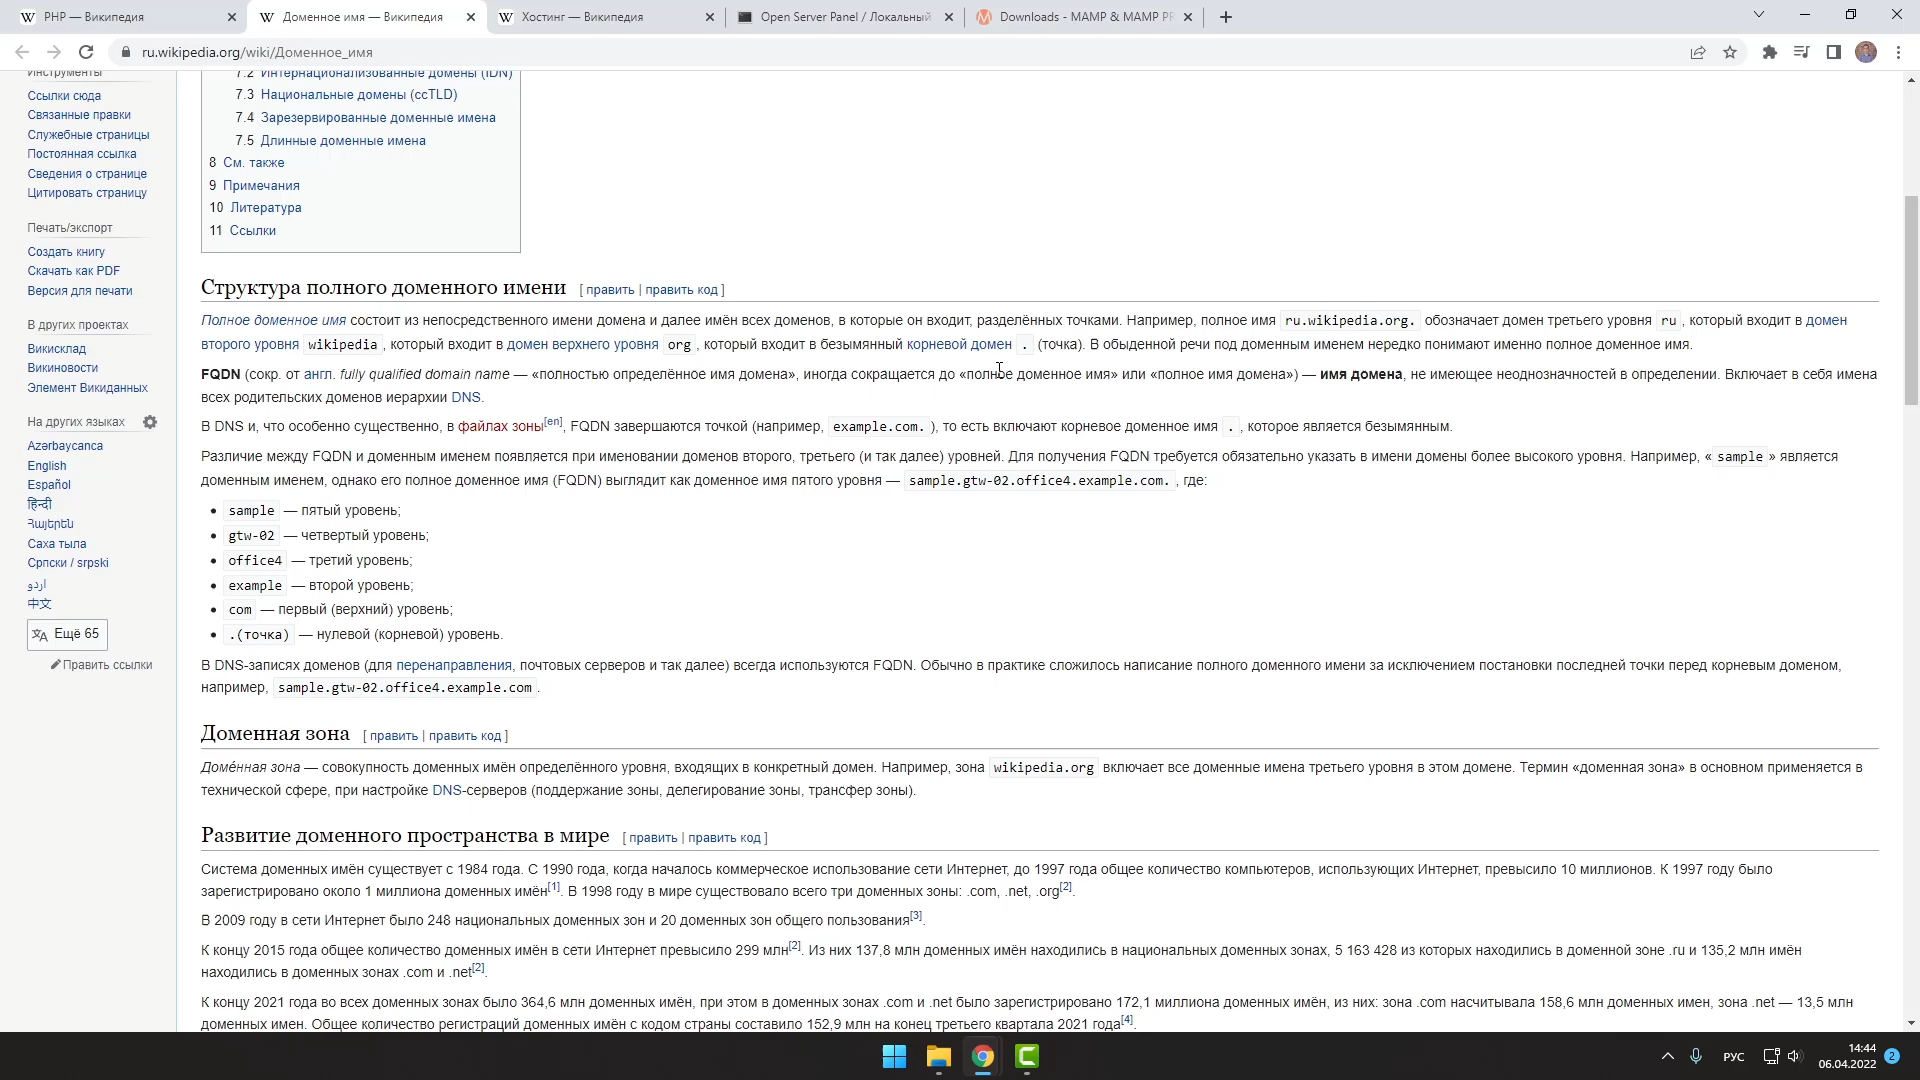 PHP — Википедия
Доменное имя — Википедия
Хостинг — Википедия
Open Server Panel / Локальный
Downloads - MAMP & MAMP PR
ru.wikipedia.org/wiki/Доменное_имя
Инструменты
Ссылки сюда
Связанные правки
Служебные страницы
Постоянная ссылка
Сведения о странице
Цитировать страницу
Печать/экспорт
Создать книгу
Скачать как PDF
Версия для печати
В других проектах
Викисклад
Викиновости
Элемент Викиданных
На других языках
Azərbaycanca
English
Español
हिन्दी
Հայերեն
Саха тыла
Српски / srpski
اردو
中文
Ещё 65
Править ссылки
7.2 Интернационализованные домены (IDN)
7.3 Национальные домены (ccTLD)
7.4 Зарезервированные доменные имена
7.5 Длинные доменные имена
8 См. также
9 Примечания
10 Литература
11 Ссылки
Структура полного доменного имени [ править | править код ]
Полное доменное имя состоит из непосредственного имени домена и далее имён всех доменов, в которые он входит, разделённых точками. Например, полное имя ru.wikipedia.org. обозначает домен третьего уровня ru , который входит в домен
второго уровня wikipedia , который входит в домен верхнего уровня org , который входит в безымянный корневой домен . (точка). В обыденной речи под доменным именем нередко понимают именно полное доменное имя.
FQDN (сокр. от англ. fully qualified domain name — «полностью определённое имя домена», иногда сокращается до «полное доменное имя» или «полное имя домена») — имя домена, не имеющее неоднозначностей в определении. Включает в себя имена
всех родительских доменов иерархии DNS.
В DNS и, что особенно существенно, в файлах зоны[en], FQDN завершаются точкой (например, example.com. ), то есть включают корневое доменное имя . , которое является безымянным.
Различие между FQDN и доменным именем появляется при именовании доменов второго, третьего (и так далее) уровней. Для получения FQDN требуется обязательно указать в имени домены более высокого уровня. Например, « sample » является
доменным именем, однако его полное доменное имя (FQDN) выглядит как доменное имя пятого уровня — sample.gtw-02.office4.example.com. , где:
• sample — пятый уровень;
• gtw-02 — четвертый уровень;
• office4 — третий уровень;
• example — второй уровень;
• com — первый (верхний) уровень;
• .(точка) — нулевой (корневой) уровень.
В DNS-записях доменов (для перенаправления, почтовых серверов и так далее) всегда используются FQDN. Обычно в практике сложилось написание полного доменного имени за исключением постановки последней точки перед корневым доменом,
например, sample.gtw-02.office4.example.com .
Доменная зона [ править | править код ]
Доме́нная зона — совокупность доменных имён определённого уровня, входящих в конкретный домен. Например, зона wikipedia.org включает все доменные имена третьего уровня в этом домене. Термин «доменная зона» в основном применяется в
технической сфере, при настройке DNS-серверов (поддержание зоны, делегирование зоны, трансфер зоны).
Развитие доменного пространства в мире [ править | править код ]
Система доменных имён существует с 1984 года. С 1990 года, когда началось коммерческое использование сети Интернет, до 1997 года общее количество компьютеров, использующих Интернет, превысило 10 миллионов. К 1997 году было
зарегистрировано около 1 миллиона доменных имён[1]. В 1998 году в мире существовало всего три доменных зоны: .com, .net, .org[2].
В 2009 году в сети Интернет было 248 национальных доменных зон и 20 доменных зон общего пользования[3].
К концу 2015 года общее количество доменных имён в сети Интернет превысило 299 млн[2]. Из них 137,8 млн доменных имён находились в национальных доменных зонах, 5 163 428 из которых находились в доменной зоне .ru и 135,2 млн имён
находились в доменных зонах .com и .net[2].
К концу 2021 года во всех доменных зонах было 364,6 млн доменных имён, при этом в доменных зонах .com и .net было зарегистрировано 172,1 миллиона доменных имён, из них: зона .com насчитывала 158,6 млн доменных имен, зона .net — 13,5 млн
доменных имен. Общее количество регистраций доменных имён с кодом страны составило 152,9 млн на конец третьего квартала 2021 года[4].
РУС
14:44
06.04.2022
2